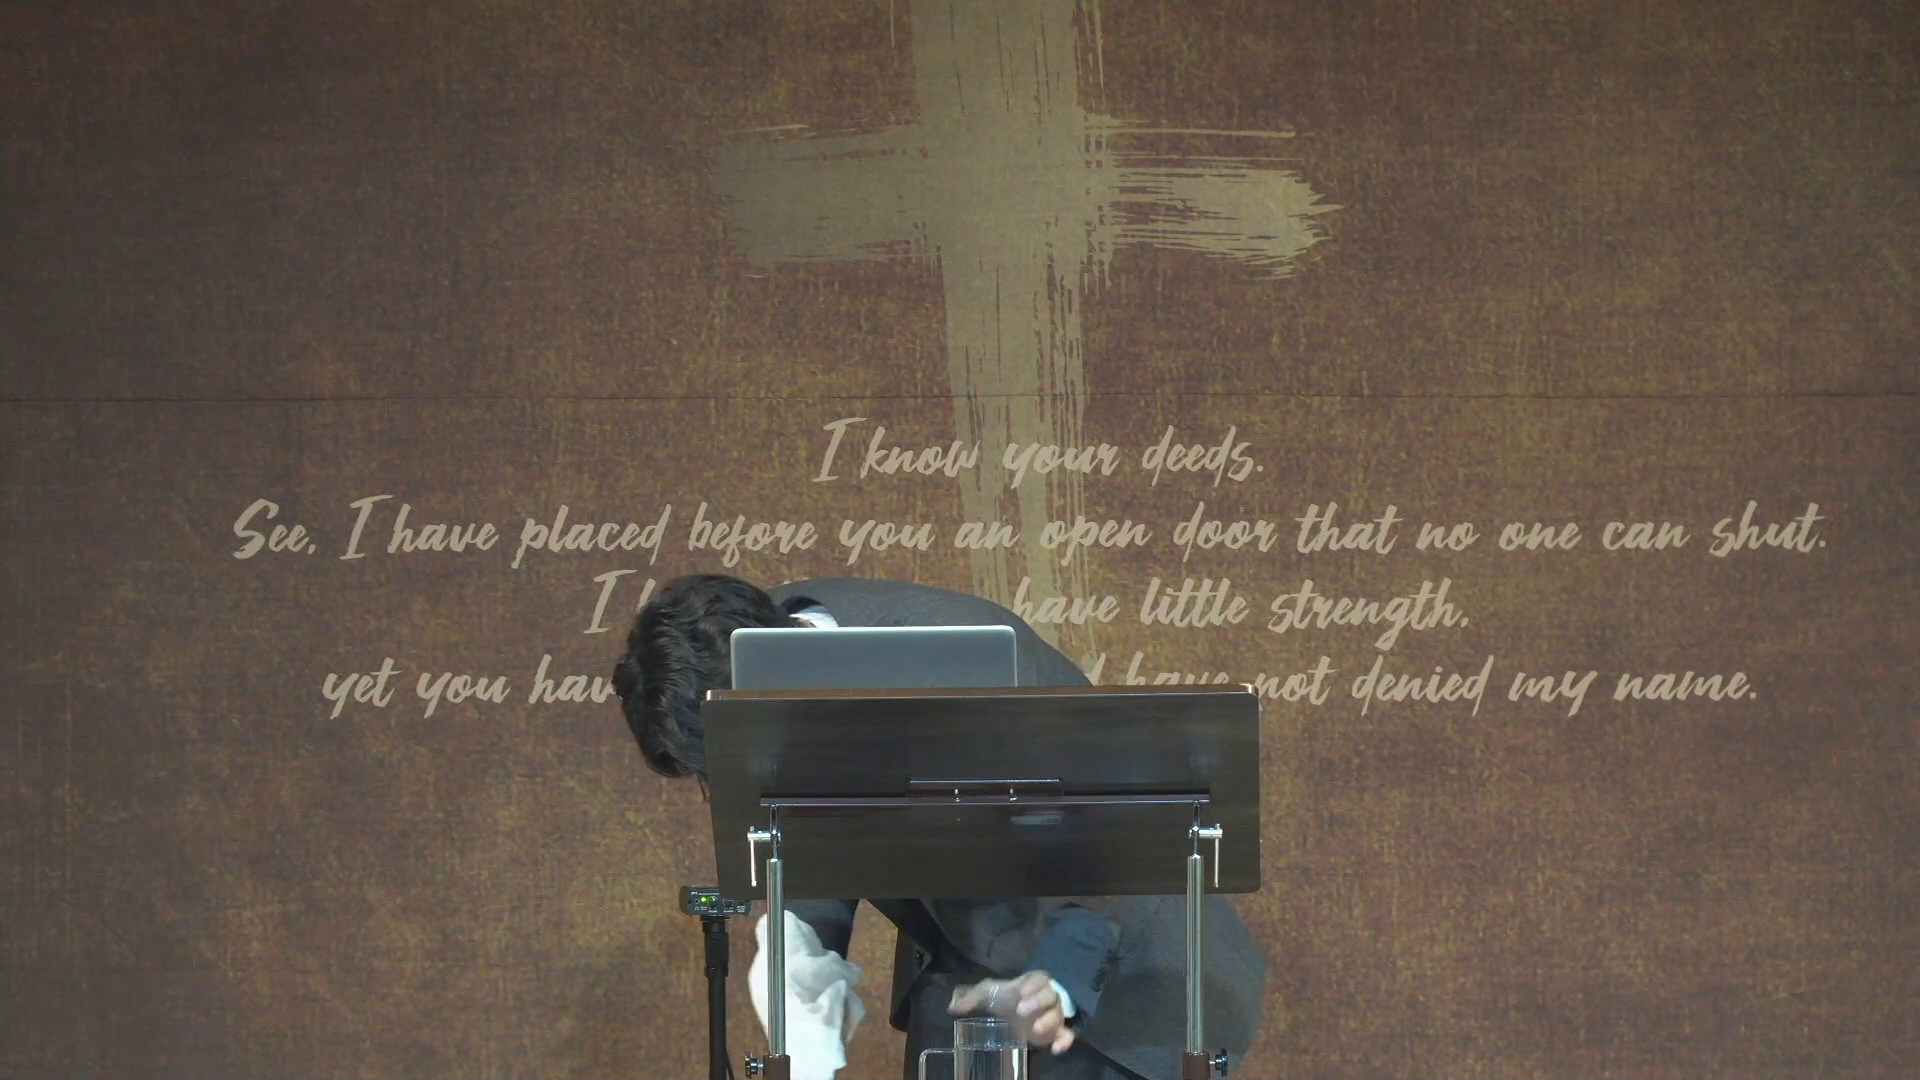 I know your deeds.
See, I have placed before you an open door that no one can shut.
I have little strength,
yet you have not denied my name.